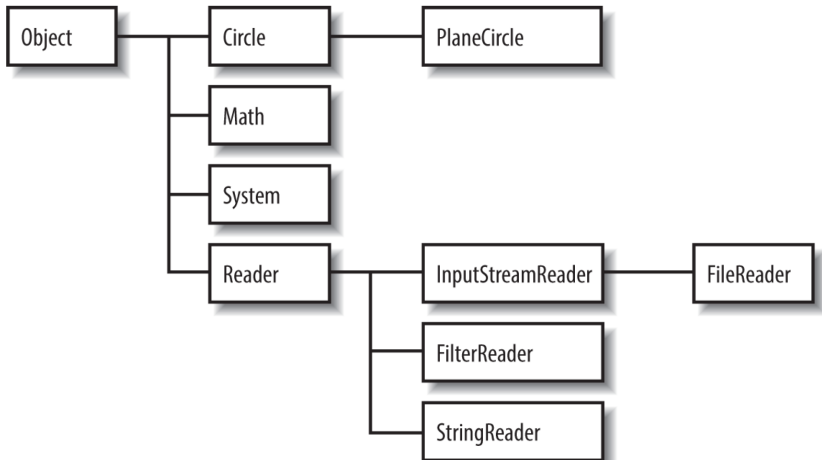 Object
Circle
PlaneCircle
Math
System
Reader
InputStreamReader
FileReader
FilterReader
StringReader